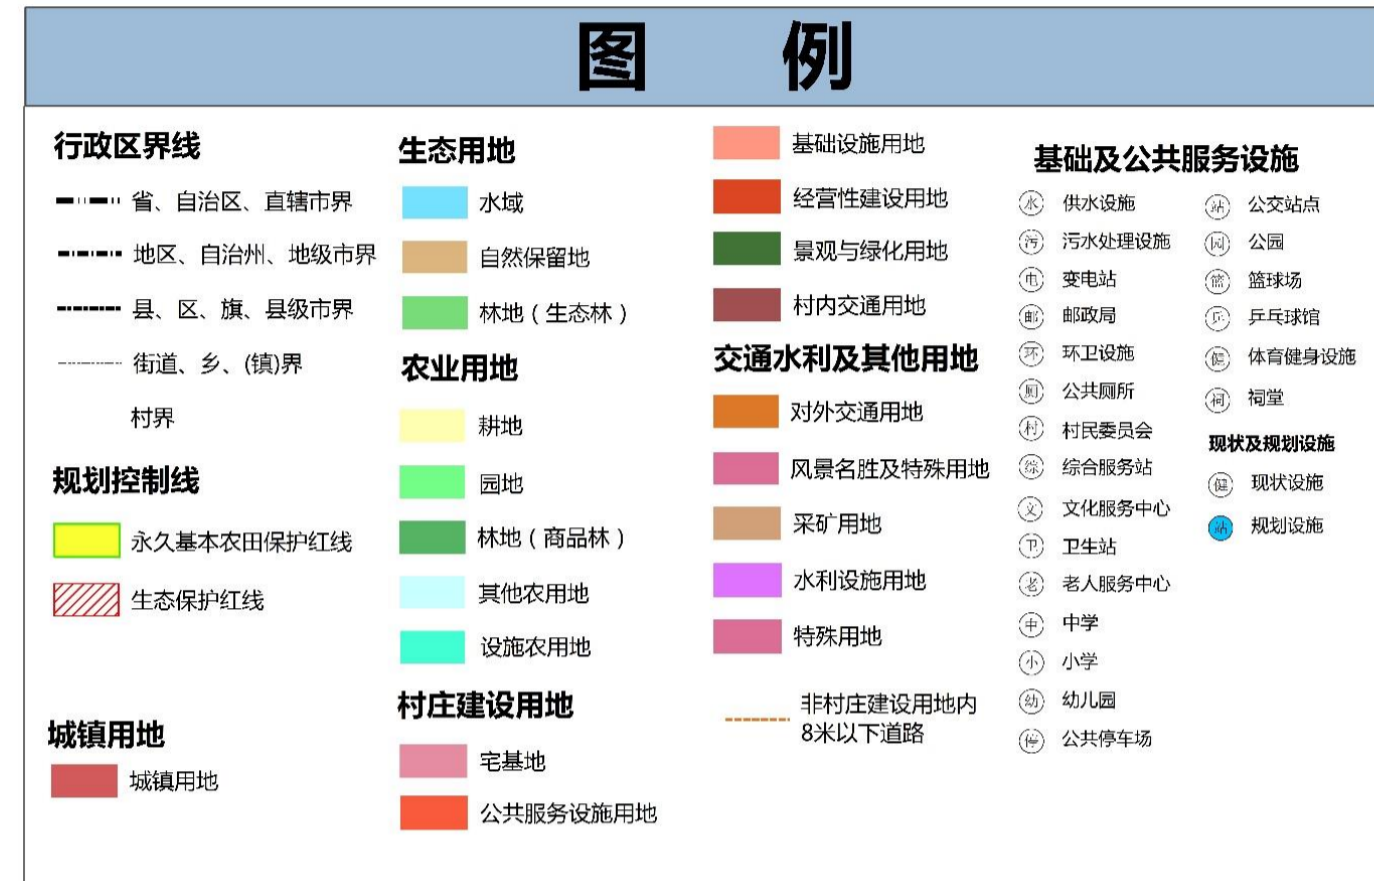 图 例
行政区界线
省、自治区、直辖市界
地区、自治州、地级市界
县、区、旗、县级市界
街道、乡、(镇)界
村界
规划控制线
永久基本农田保护红线
生态保护红线
城镇用地
城镇用地
生态用地
水域
自然保留地
林地（生态林）
农业用地
耕地
园地
林地（商品林）
其他农用地
设施农用地
村庄建设用地
宅基地
公共服务设施用地
基础设施用地
经营性建设用地
景观与绿化用地
村内交通用地
交通水利及其他用地
对外交通用地
风景名胜及特殊用地
采矿用地
水利设施用地
特殊用地
非村庄建设用地内
8米以下道路
基础及公共服务设施
水 供水设施
污 污水处理设施
电 变电站
邮 邮政局
环 环卫设施
厕 公共厕所
村 村民委员会
综 综合服务站
文 文化服务中心
卫 卫生站
老 老人服务中心
中 中学
小 小学
幼 幼儿园
停 公共停车场
站 公交站点
园 公园
篮 篮球场
乒 乒乓球馆
健 体育健身设施
祠 祠堂
现状及规划设施
健 现状设施
站 规划设施